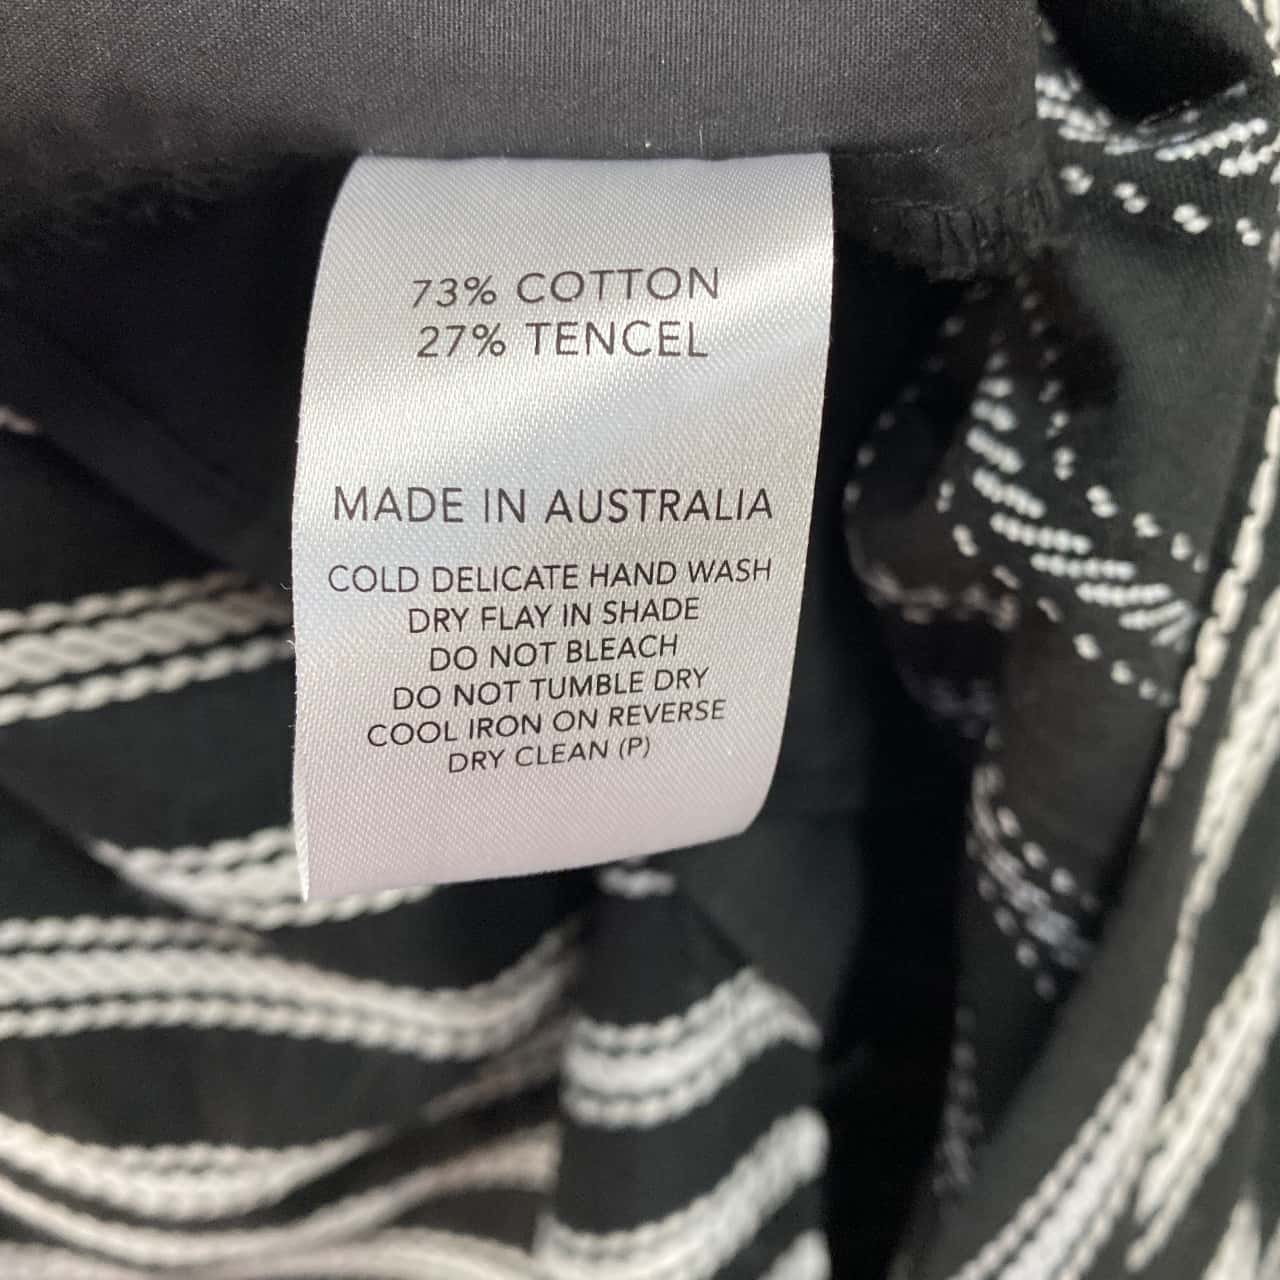 73% COTTON
27% TENCEL
MADE IN AUSTRALIA
COLD DELICATE HAND WASH
DRY FLAY IN SHADE
DO NOT BLEACH
DO NOT TUMBLE DRY
COOL IRON ON REVERSE
DRY CLEAN (P)